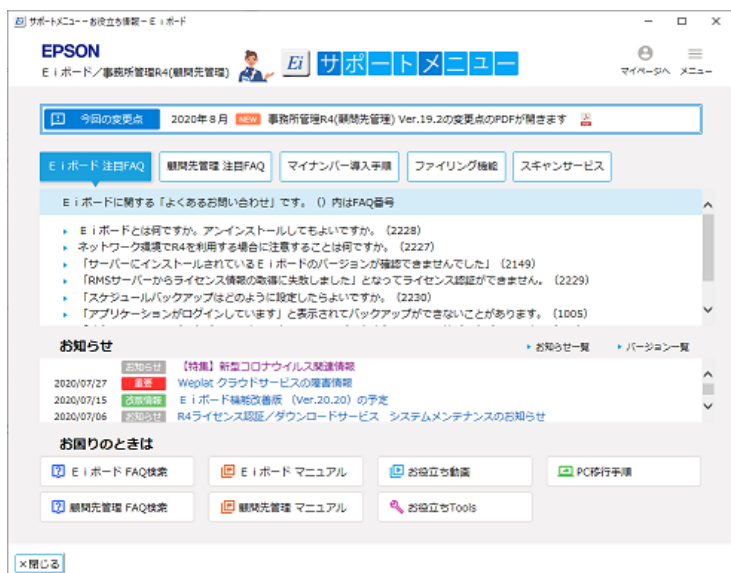 サポートメニュー－お役立ち情報－Ｅｉボード
EPSON
Ｅｉボード／事務所管理R4(顧問先管理)
Ei サポートメニュー
マイページへ メニュー
今回の変更点 2020年８月 NEW 事務所管理R4(顧問先管理) Ver.19.2の変更点のPDFが開きます
Ｅｉボード 注目FAQ 顧問先管理 注目FAQ マイナンバー導入手順 ファイリング機能 スキャンサービス
Ｅｉボードに関する「よくあるお問い合わせ」です。（）内はFAQ番号
Ｅｉボードとは何ですか。アンインストールしてもよいですか。（2228）
ネットワーク環境でR4を利用する場合に注意することは何ですか。（2227）
「サーバーにインストールされているＥｉボードのバージョンが確認できませんでした」（2149）
「RMSサーバーからライセンス情報の取得に失敗しました」となってライセンス認証ができません。（2229）
「スケジュールバックアップはどのように設定したらよいですか。（2230）
「アプリケーションがログインしています」と表示されてバックアップができないことがあります。（1005）
お知らせ お知らせ一覧 バージョン一覧
お知らせ 【特集】新型コロナウイルス関連情報
2020/07/27 重要 Weplat クラウドサービスの障害情報
2020/07/15 改版情報 Ｅｉボード機能改善版 （Ver.20.20）の予定
2020/07/06 お知らせ R4ライセンス認証／ダウンロードサービス システムメンテナンスのお知らせ
お困りのときは
Ｅｉボード FAQ検索 Ｅｉボード マニュアル お役立ち動画 PC移行手順
顧問先管理 FAQ検索 顧問先管理 マニュアル お役立ちTools
×閉じる